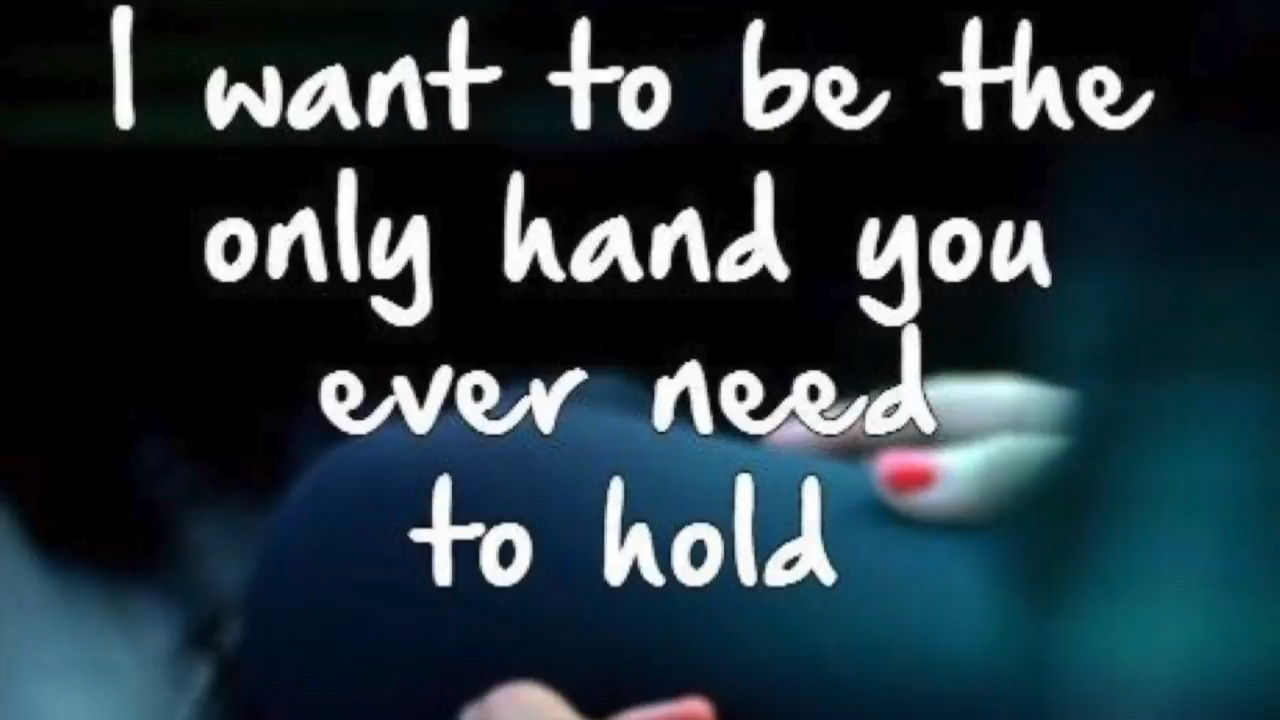 I want to be the
only hand you
ever need
to hold